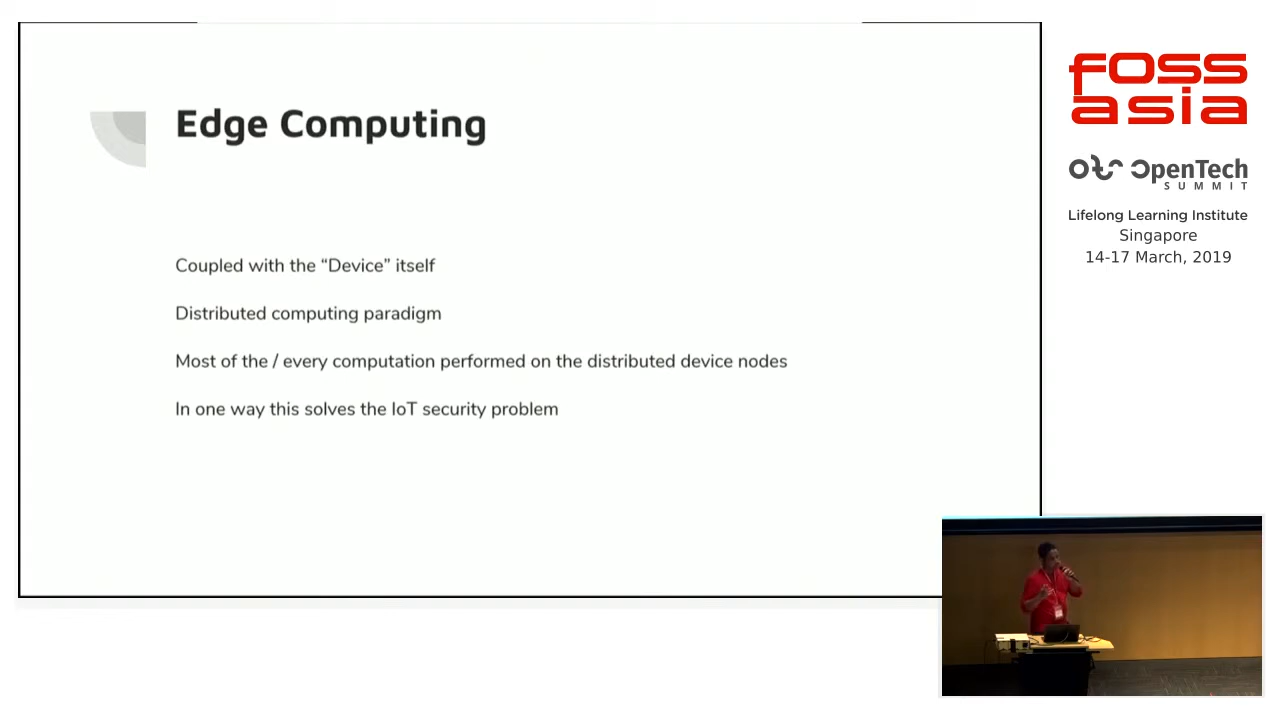 Edge Computing
Coupled with the “Device” itself
Distributed computing paradigm
Most of the / every computation performed on the distributed device nodes
In one way this solves the IoT security problem
foss
asia
OpenTech
SUMMIT
Lifelong Learning Institute
Singapore
14-17 March, 2019